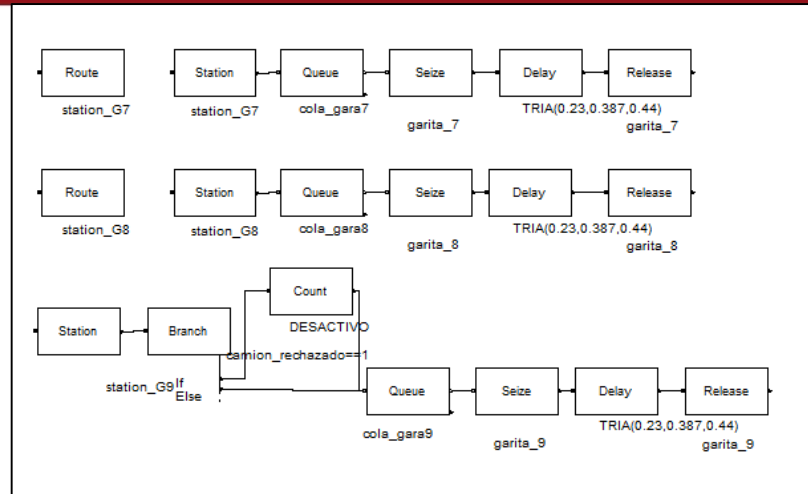 Route Station Queue Seize Delay Release
station_G7 station_G7 cola_gara7 garita_7 TRIA(0.23,0.387,0.44) garita_7
Route Station Queue Seize Delay Release
station_G8 station_G8 cola_gara8 garita_8 TRIA(0.23,0.387,0.44) garita_8
Count
DESACTIVO
Station Branch
camion_rechazado==1
station_G9 If
Else
Queue Seize Delay Release
cola_gara9 garita_9 TRIA(0.23,0.387,0.44) garita_9